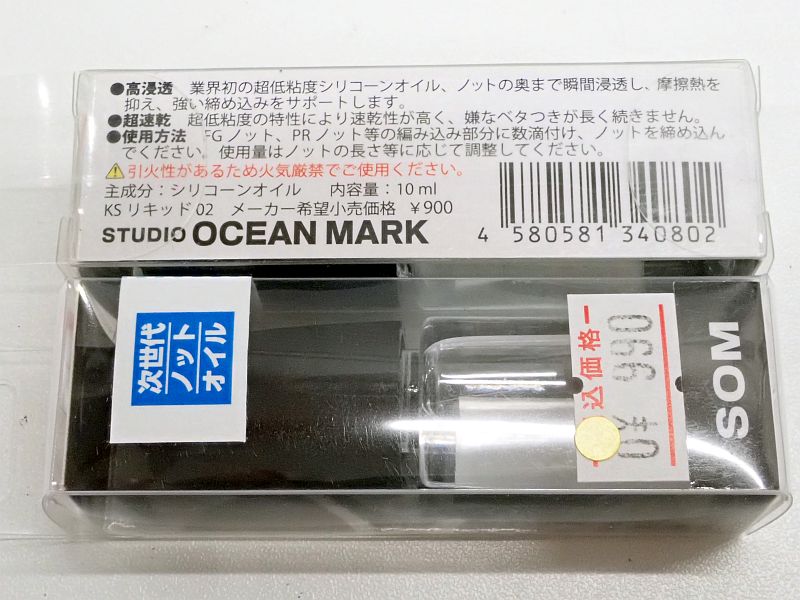 ●高浸透 業界初の超低粘度シリコーンオイル、ノットの奥まで瞬間浸透し、摩擦熱を
抑え、強い締め込みをサポートします。
●超速乾 超低粘度の特性により速乾性が高く、嫌なベタつきが長く続きません。
●使用方法 FGノット、PRノット等の編み込み部分に数滴付け、ノットを締め込ん
でください。使用量はノットの長さ等に応じて調整してください。
⚠引火性があるため火気厳禁でご使用ください。
主成分：シリコーンオイル 内容量：10 ml
KSリキッド02 メーカー希望小売価格 ￥900
STUDIO OCEAN MARK
4 580581 340802
次世代
ノット
オイル
込価格
¥ 990
SOM